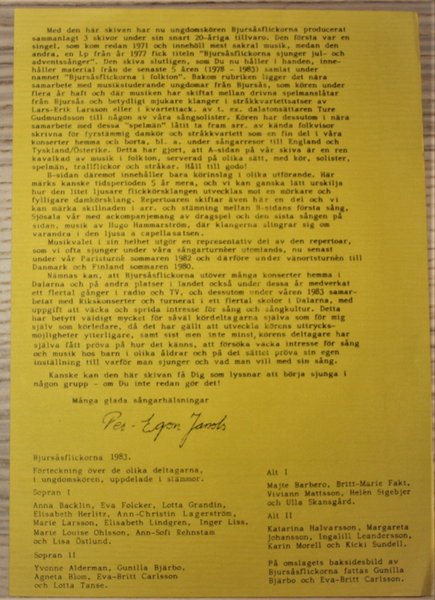 Med den här skivan har nu ungdomskören Bjursåsflickorna producerat
sammanlagt 3 skivor under sin snart 20-åriga tillvaro. Den första var en
singel, som kom redan 1971 och innehöll mest sakral musik, medan den
andra, en Lp från år 1977 fick titeln "Bjursåsflickorna sjunger jul- och
adventssånger". Den skiva slutligen, som Du nu håller i handen, inne-
håller material ifrån de senaste 5 åren (1978 - 1983) samlat under
namnet "Bjursåsflickorna i folkton". Bakom rubriken ligger det nära
samarbete med musikstuderande ungdomar från Bjursås, som kören under
flera år haft och där musiken har skiftat mellan drivna spelmanslåtar
från Bjursås och betydligt mjukare klanger i stråkkvartettsatser av
Lars-Erik Larsson eller i kvartettack. av t. ex. dalatonsättaren Ture
Gudmundsson till någon av våra sångsolister. Kören har dessutom i nära
samarbete med dessa "spelmän" låtit ta fram arr. av kända folkvisor
skrivna för fyrstämmig damkör och stråkkvartett som en fin del i våra
konserter hemma och borta, bl. a. under sångarresor till England och
Tyskland/Österike. Detta har gjort, att A-sidan på vår skiva är en ren
kavalkad av musik i folkton, serverad på olika sätt, med kör, solister,
spelmän, trallflickor och stråkar. Håll till godo!
B-sidan däremot innehåller bara körinslag i olika utförande. Här
märks kanske tidsperioden 5 år mera, och vi kan ganska lätt urskilja
hur den litet ljusare flickkörsklangen utvecklas mot en mörkare och
fylligare damkörsklang. Repertoaren skiftar även här en del och vi
kan märka skillnaden i arr. och stämning mellan B-sidans första sång,
Sjösala vår med ackompanjemang av dragspel och den sista sången på
sidan, musik av Hugo Hammarström, där klangerna slingrar sig om
varandra i den ljusa a capellasatsen.
Musikvalet i sin helhet utgör en representativ del av den repertoar,
som vi ofta sjunger under våra sångarturnéer utomlands, nu senast
under vår Paristurné sommaren 1982 och därföre under vänortsturnén till
Danmark och Finland sommaren 1980.
Nämnas kan, att Bjursåsflickorna utöver många konserter hemma i
Dalarna och på andra platser i landet också under dessa år medverkat
ett flertal gånger i radio och TV, och dessutom under våren 1983 samar-
betat med Rikskonserter och turnerat i ett flertal skolor i Dalarna, med
uppgift att väcka och sprida intresse för sång och sångkultur. Detta
har betytt väldigt mycket för såväl kördeltagarna själva som för mig
själv som körledare, då det har gällt att utveckla körens uttrycks-
möjligheter ytterligare, samt sist men inte minst, körens deltagare har
själva fått pröva på hur det känns, att försöka väcka intresse för sång
och musik hos barn i olika åldrar och på det sättet pröva sin egen
inställning till varför man sjunger och vad man vill med sin sång.
Kanske kan den här skivan få Dig som lyssnar att börja sjunga i
någon grupp - om Du inte redan gör det!
Många glada sångarhälsningar
Per-Egon
Bjursåsflickorna 1983.
Förteckning över de olika deltagarna,
i ungdomskören, uppdelade i stämmor.
Sopran I
Anna Backlin, Eva Folcker, Lotta Grandin,
Elisabeth Herlitz, Ann-Christin Lagerström,
Marie Larsson, Elisabeth Lindgren, Inger Liss,
Marie Louise Ohlsson, Ann-Sofi Rehnstam
och Lisa Östlund.
Sopran II
Yvonne Alderman, Gunilla Bjärbo,
Agneta Blom, Eva-Britt Carlsson
och Lotta Tanse.
Alt I
Majte Barbero, Britt-Marie Fakt,
Viviann Mattsson, Helén Stgebjer
och Ulla Skansgård.
Alt II
Katarina Halvarsson, Margareta
Johansson, Ingalill Leandersson,
Karin Morell och Kicki Sundell.
På omslagets baksidesbild av
Bjursåsflickorna fattas Gunilla
Bjärbo och Eva-Britt Carlsson.